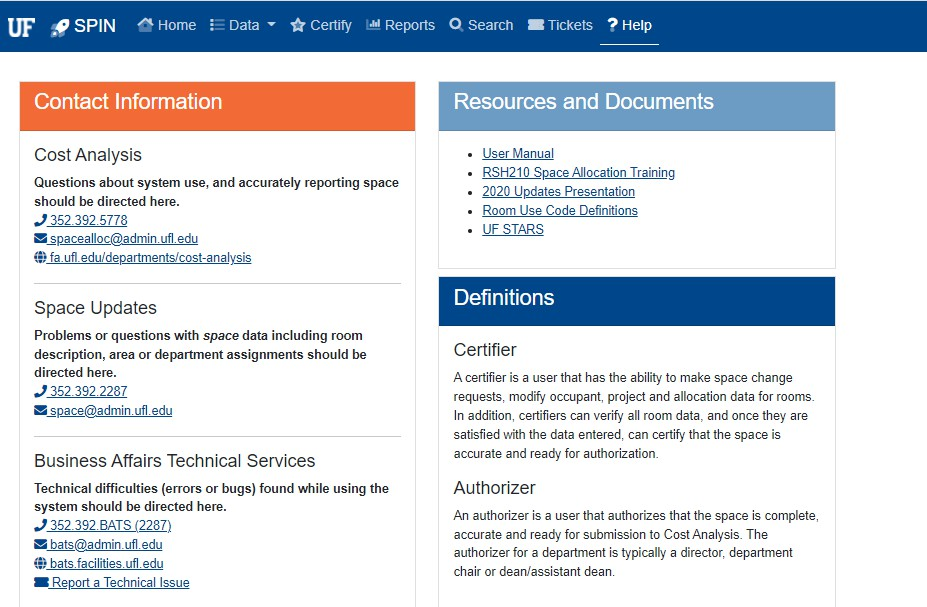 UF SPIN Home Data Certify Reports Search Tickets ? Help
Contact Information
Cost Analysis
Questions about system use, and accurately reporting space
should be directed here.
352.392.5778
spacealloc@admin.ufl.edu
fa.ufl.edu/departments/cost-analysis
Space Updates
Problems or questions with space data including room
description, area or department assignments should be
directed here.
352.392.2287
space@admin.ufl.edu
Business Affairs Technical Services
Technical difficulties (errors or bugs) found while using the
system should be directed here.
352.392.BATS (2287)
bats@admin.ufl.edu
bats.facilities.ufl.edu
Report a Technical Issue
Resources and Documents
User Manual
RSH210 Space Allocation Training
2020 Updates Presentation
Room Use Code Definitions
UF STARS
Definitions
Certifier
A certifier is a user that has the ability to make space change
requests, modify occupant, project and allocation data for rooms.
In addition, certifiers can verify all room data, and once they are
satisfied with the data entered, can certify that the space is
accurate and ready for authorization.
Authorizer
An authorizer is a user that authorizes that the space is complete,
accurate and ready for submission to Cost Analysis. The
authorizer for a department is typically a director, department
chair or dean/assistant dean.